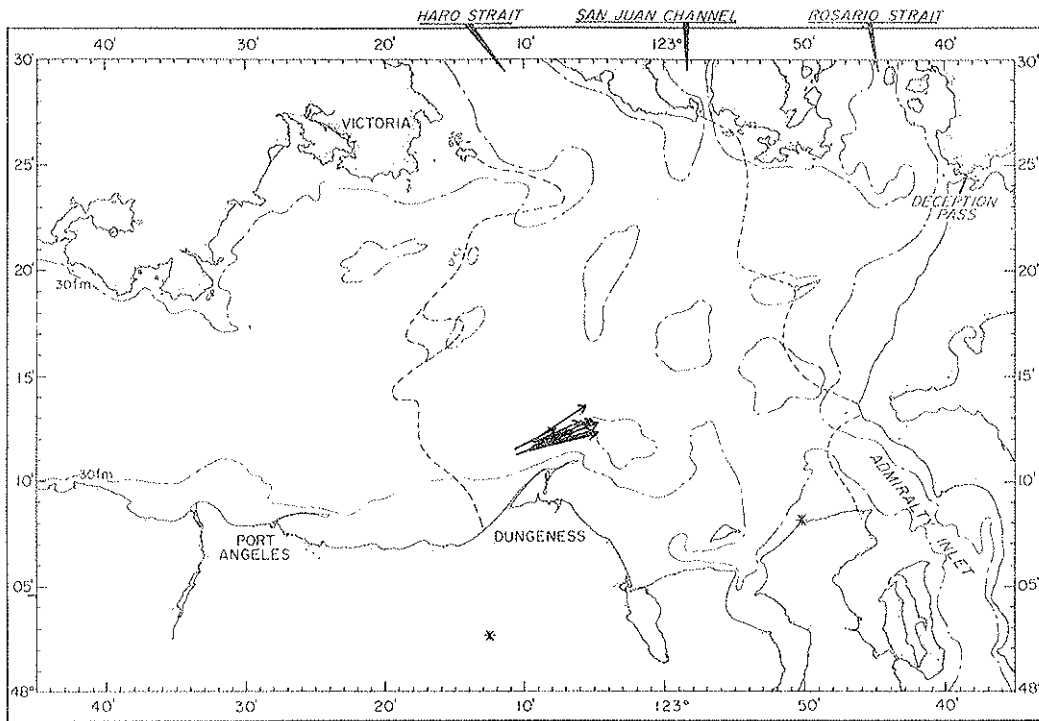 HARO STRAIT SAN JUAN CHANNEL ROSARIO STRAIT
40' 30' 20' 10' 123° 50' 40'
30' 30'
VICTORIA
25' 25'
DECEPTION
PASS
20' 20'
30fm
15' 15'
30fm
10' 10'
ADMIRALTY
INLET
PORT
ANGELES
DUNGENESS
05' 05'
48° 48°
40' 30' 20' 10' 123° 50' 40'